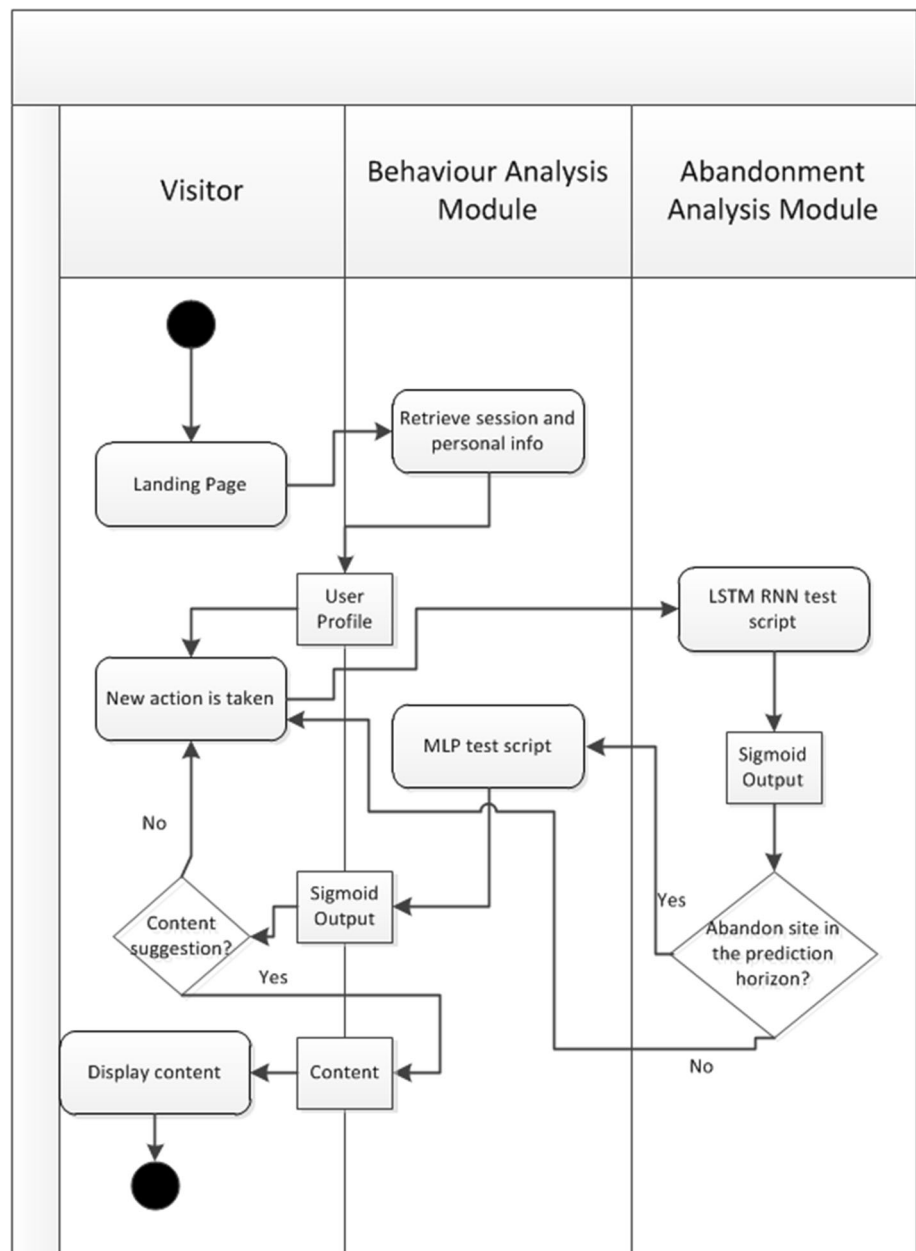 Visitor
Behaviour Analysis
Module
Abandonment
Analysis Module
Landing Page
Retrieve session and
personal info
User
Profile
LSTM RNN test
script
New action is taken
MLP test script
Sigmoid
Output
No
Sigmoid
Output
Yes
Content
suggestion?
Abandon site in
the prediction
horizon?
Yes
No
Display content
Content